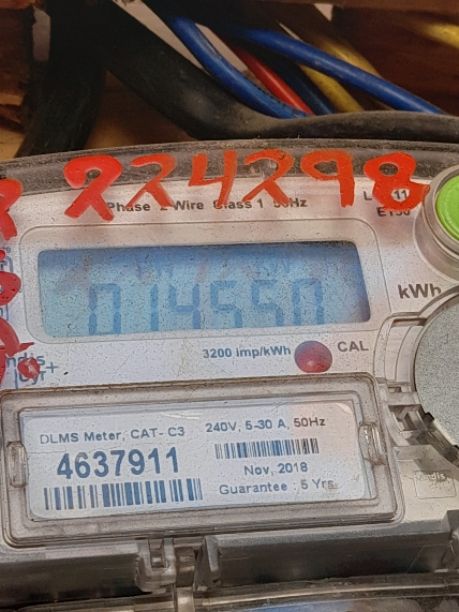 224298
Phase 2 Wire Class 1 50Hz
014550
kWh
3200 imp/kWh
CAL
DLMS Meter, CAT- C3
240V, 5-30 A, 50Hz
4637911
Nov, 2018
Guarantee : 5 Yrs